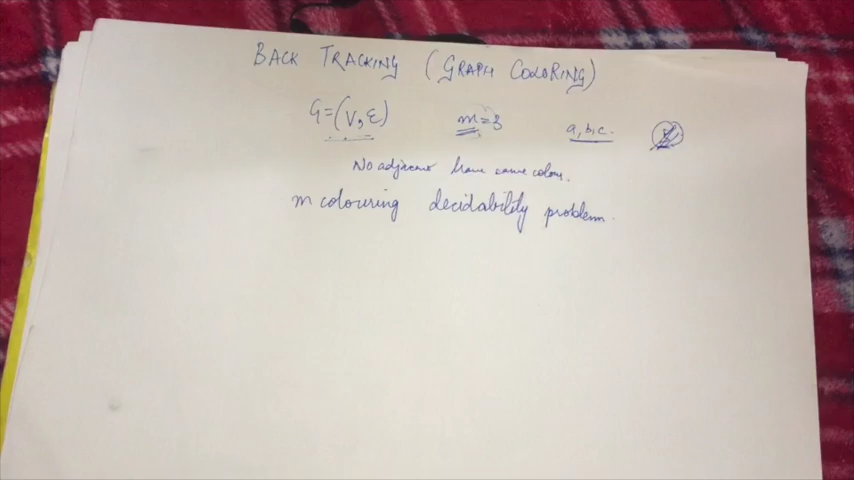 BACK TRACKING (GRAPH COLORING)
G=(V,E) m=3 a,b,c.
No adjacent have same colour.
m colouring decidability problem.